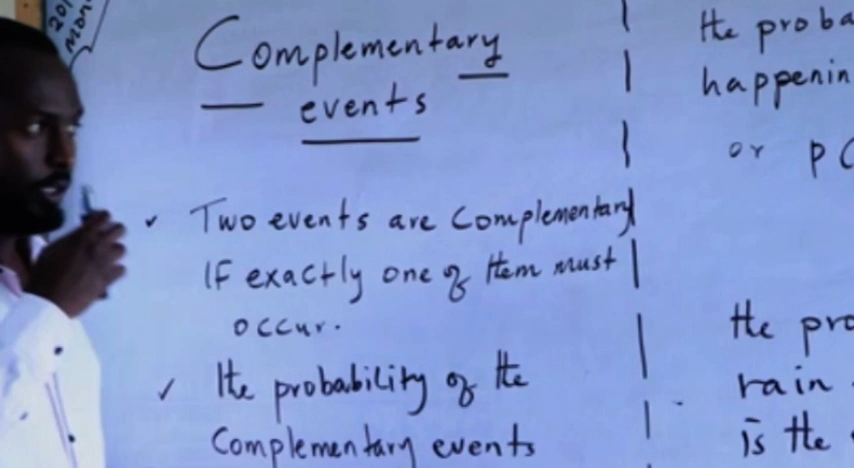 Complementary
events
Two events are Complementary
IF exactly one of them must
occur.
the probability of the
Complementary events
the proba
happenin
or P(
the pro
rain
is the